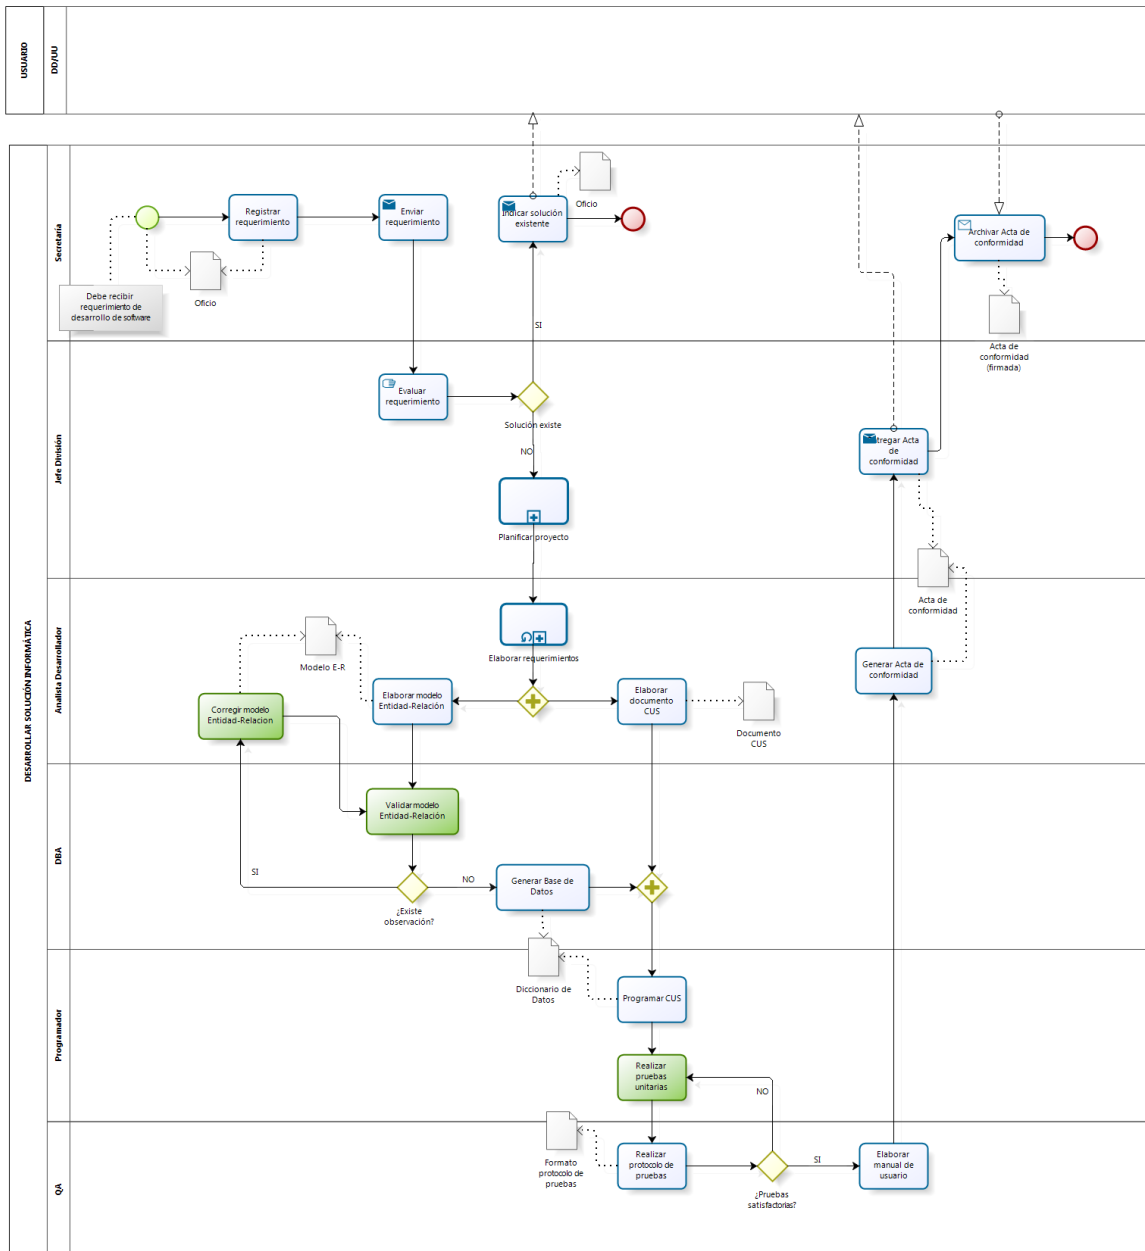 USUARIO
DD/UU
DESARROLLAR SOLUCIÓN INFORMÁTICA
Secretaria
Registrar
requerimiento
Enviar
requerimiento
Indicar solución
existente
Oficio
Archivar Acta de
conformidad
Debe recibir
requerimiento de
desarrollo de software
Oficio
SI
Acta de
conformidad
(firmada)
Jefe División
Evaluar
requerimiento
Solución existe
NO
Entregar Acta
de
conformidad
Planificar proyecto
Acta de
conformidad
Analista Desarrollador
Modelo E-R
Elaborar requerimientos
Generar Acta de
conformidad
Corregir modelo
Entidad-Relacion
Elaborar modelo
Entidad-Relación
Elaborar
documento
CUS
Documento
CUS
DBA
Validar modelo
Entidad-Relación
SI
NO
Generar Base de
Datos
¿Existe
observación?
Programador
Diccionario de
Datos
Programar CUS
Realizar
pruebas
unitarias
NO
QA
Formato
protocolo de
pruebas
Realizar
protocolo de
pruebas
SI
¿Pruebas
satisfactorias?
Elaborar
manual de
usuario